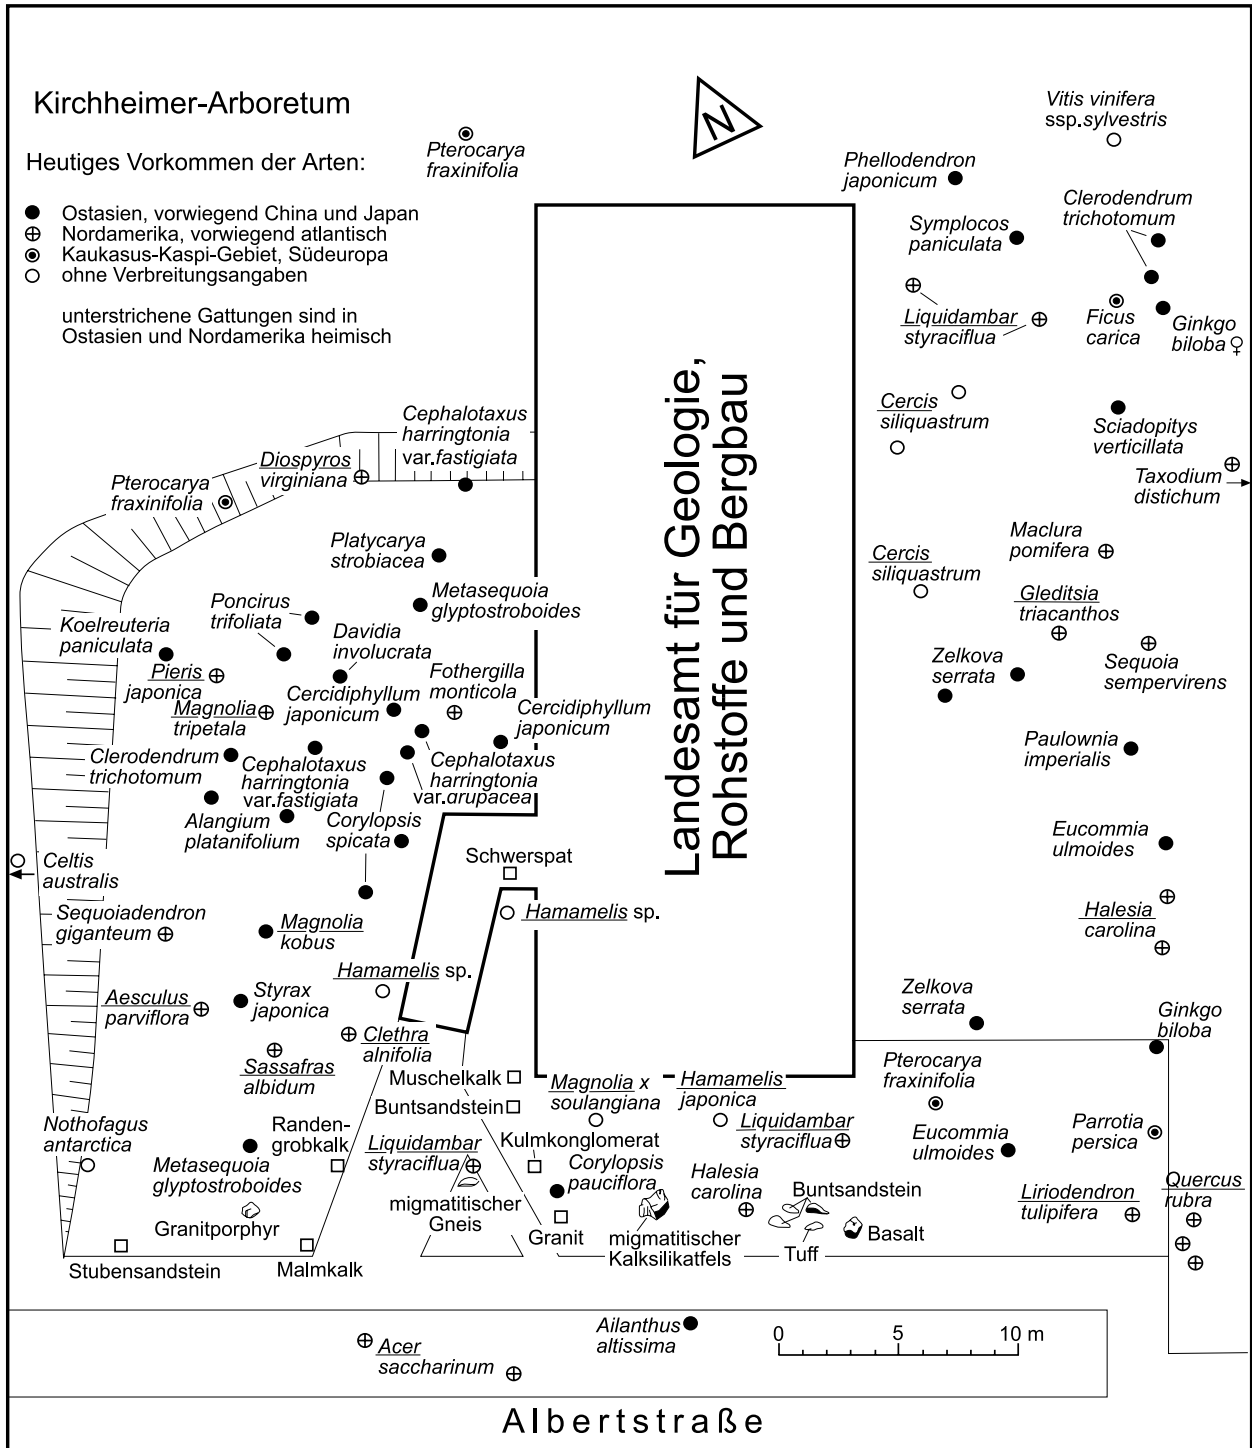 Kirchheimer-Arboretum
Heutiges Vorkommen der Arten:
Ostasien, vorwiegend China und Japan
Nordamerika, vorwiegend atlantisch
Kaukasus-Kaspi-Gebiet, Südeuropa
ohne Verbreitungsangaben
unterstrichene Gattungen sind in
Ostasien und Nordamerika heimisch
N
Pterocarya
fraxinifolia
Vitis vinifera
ssp.sylvestris
Phellodendron
japonicum
Clerodendrum
trichotomum
Symplocos
paniculata
Liquidambar
styraciflua
Ficus
carica
Ginkgo
biloba ♀
Cercis
siliquastrum
Sciadopitys
verticillata
Taxodium
distichum
Maclura
pomifera
Cercis
siliquastrum
Gleditsia
triacanthos
Zelkova
serrata
Sequoia
sempervirens
Paulownia
imperialis
Eucommia
ulmoides
Halesia
carolina
Zelkova
serrata
Ginkgo
biloba
Landesamt für Geologie,
Rohstoffe und Bergbau
Cephalotaxus
harringtonia
var.fastigiata
Diospyros
virginiana
Pterocarya
fraxinifolia
Platycarya
strobiacea
Metasequoia
glyptostroboides
Poncirus
trifoliata
Koelreuteria
paniculata
Davidia
involucrata
Pieris
japonica
Fothergilla
monticola
Cercidiphyllum
japonicum
Magnolia
tripetala
Cercidiphyllum
japonicum
Clerodendrum
trichotomum
Cephalotaxus
harringtonia
var.fastigiata
Cephalotaxus
harringtonia
var.drupacea
Alangium
platanifolium
Corylopsis
spicata
Schwerspat
Celtis
australis
Sequoiadendron
giganteum
Magnolia
kobus
Hamamelis sp.
Hamamelis sp.
Aesculus
parviflora
Styrax
japonica
Clethra
alnifolia
Sassafras
albidum
Muschelkalk
Buntsandstein
Magnolia x
soulangiana
Hamamelis
japonica
Pterocarya
fraxinifolia
Nothofagus
antarctica
Randen-
grobkalk
Liquidambar
styraciflua
Kulmkonglomerat
Liquidambar
styraciflua
Eucommia
ulmoides
Parrotia
persica
Metasequoia
glyptostroboides
Corylopsis
pauciflora
Halesia
carolina
Buntsandstein
Liriodendron
tulipifera
Quercus
rubra
Granitporphyr
migmatitischer
Gneis
Granit
migmatitischer
Kalksilikatfels
Tuff
Basalt
Stubensandstein
Malmkalk
Acer
saccharinum
Ailanthus
altissima
0 5 10 m
Albertstraße